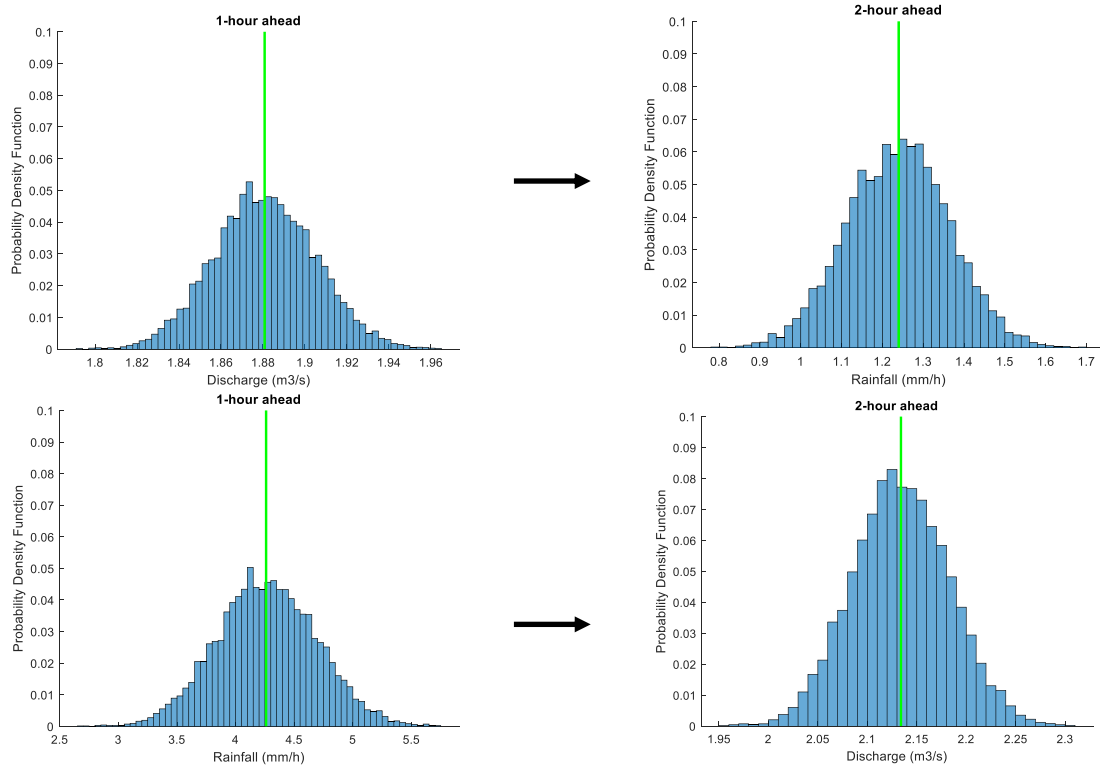 1-hour ahead
0.1
0.09
0.08
0.07
0.06
0.05
0.04
0.03
0.02
0.01
0
Probability Density Function
1.8 1.82 1.84 1.86 1.88 1.9 1.92 1.94 1.96
Discharge (m3/s)
2-hour ahead
0.1
0.09
0.08
0.07
0.06
0.05
0.04
0.03
0.02
0.01
0
Probability Density Function
0.8 0.9 1 1.1 1.2 1.3 1.4 1.5 1.6 1.7
Rainfall (mm/h)
1-hour ahead
0.1
0.09
0.08
0.07
0.06
0.05
0.04
0.03
0.02
0.01
0
Probability Density Function
2.5 3 3.5 4 4.5 5 5.5
Rainfall (mm/h)
2-hour ahead
0.1
0.09
0.08
0.07
0.06
0.05
0.04
0.03
0.02
0.01
0
Probability Density Function
1.95 2 2.05 2.1 2.15 2.2 2.25 2.3
Discharge (m3/s)